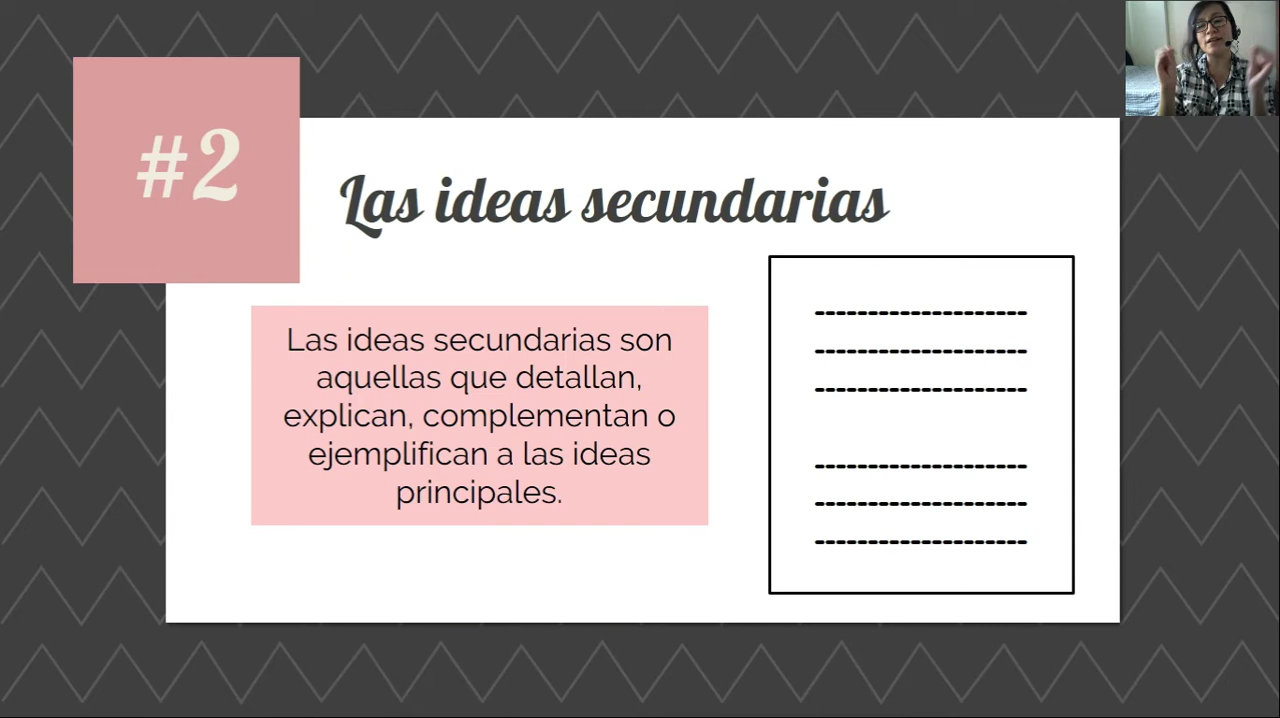 #2
Las ideas secundarias
Las ideas secundarias son
aquellas que detallan,
explican, complementan o
ejemplifican a las ideas
principales.